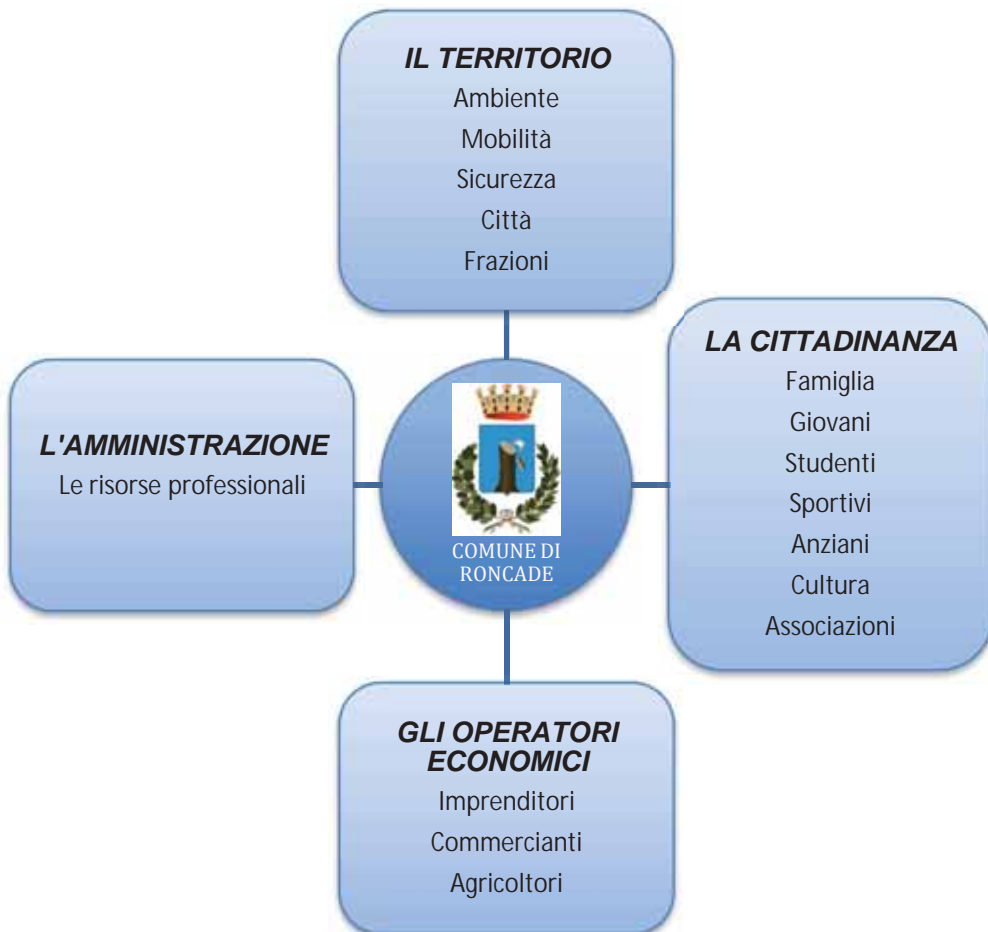 IL TERRITORIO
Ambiente
Mobilità
Sicurezza
Città
Frazioni
L'AMMINISTRAZIONE
Le risorse professionali
COMUNE DI
RONCADE
LA CITTADINANZA
Famiglia
Giovani
Studenti
Sportivi
Anziani
Cultura
Associazioni
GLI OPERATORI
ECONOMICI
Imprenditori
Commercianti
Agricoltori